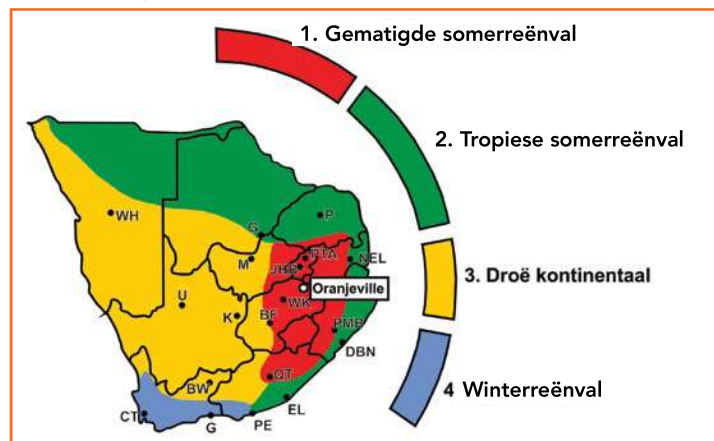 1. Gematigde somerreënval
2. Tropiese somerreënval
3. Droë kontinentaal
4 Winterreënval
WH
G
P
PTA
NEL
M
JHB
Oranjeville
U
WK
K
BF
PMB
DBN
QT
BW
EL
CT
G
PE